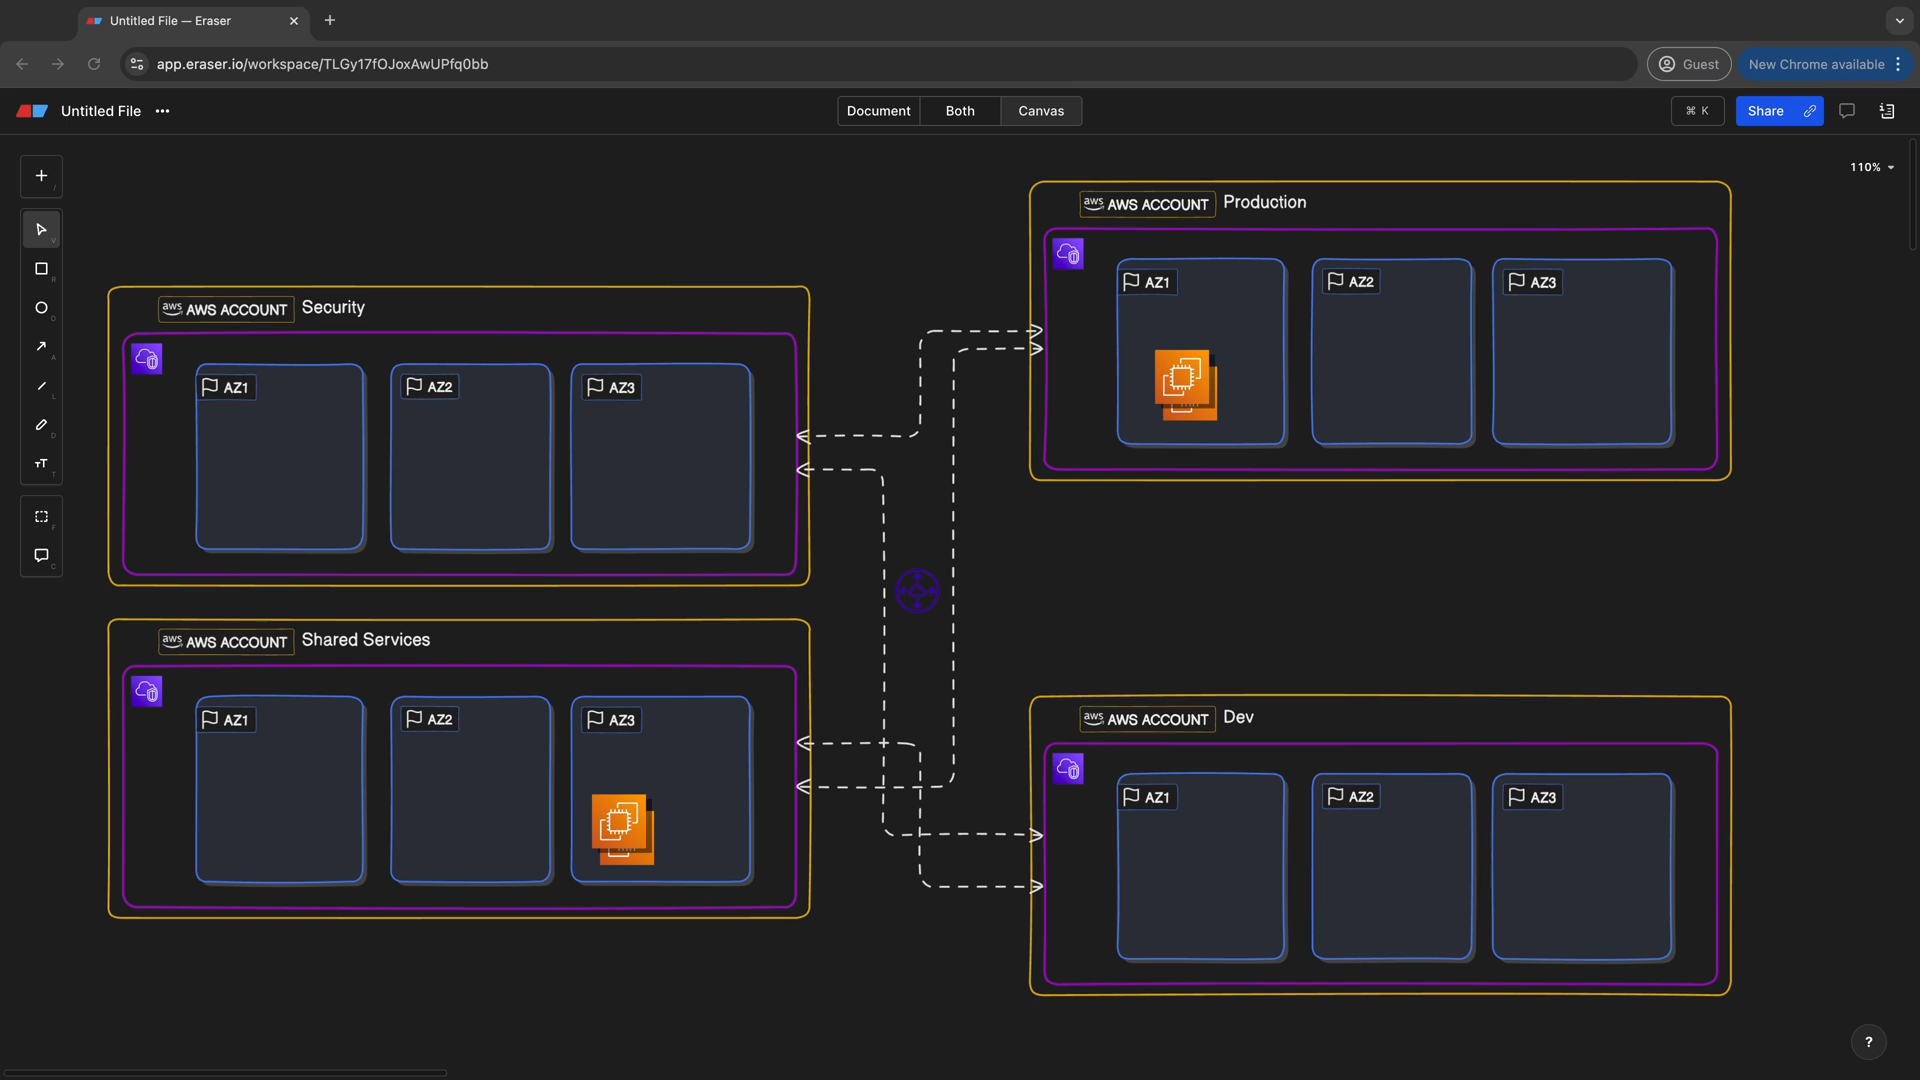 Untitled File — Eraser
app.eraser.io/workspace/TLGy17fOJoxAwUPfq0bb
Guest
New Chrome available
Untitled File
Document
Both
Canvas
⌘ K
Share
110%
/
V
R
O
A
L
D
T
F
C
aws AWS ACCOUNT Production
AZ1
AZ2
AZ3
aws AWS ACCOUNT Security
AZ1
AZ2
AZ3
aws AWS ACCOUNT Shared Services
AZ1
AZ2
AZ3
aws AWS ACCOUNT Dev
AZ1
AZ2
AZ3
?